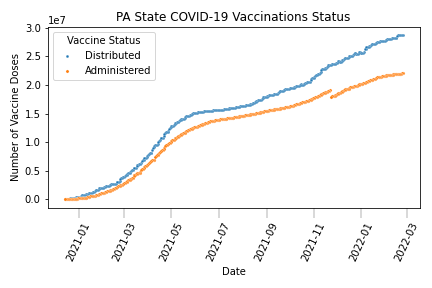 PA State COVID-19 Vaccinations Status
1e7
3.0
2.5
2.0
1.5
1.0
0.5
0.0
Number of Vaccine Doses
Vaccine Status
Distributed
Administered
2021-01
2021-03
2021-05
2021-07
2021-09
2021-11
2022-01
2022-03
Date